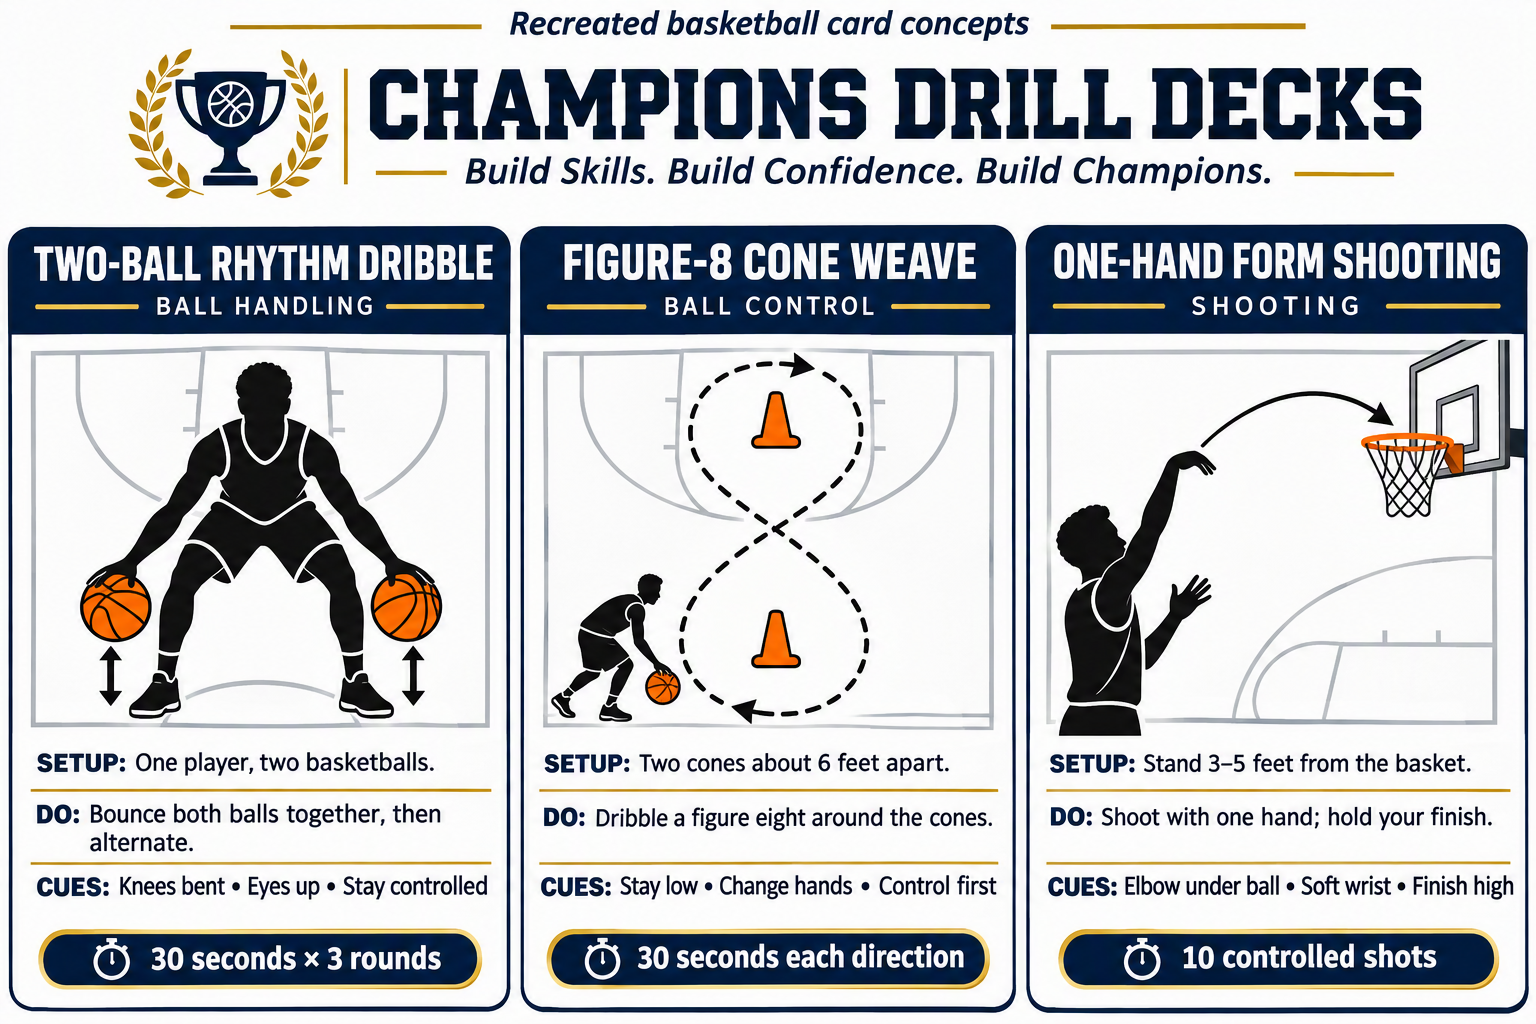 Recreated basketball card concepts
CHAMPIONS DRILL DECKS
Build Skills. Build Confidence. Build Champions.
TWO-BALL RHYTHM DRIBBLE
BALL HANDLING
SETUP: One player, two basketballs.
DO: Bounce both balls together, then
alternate.
CUES: Knees bent • Eyes up • Stay controlled
30 seconds × 3 rounds
FIGURE-8 CONE WEAVE
BALL CONTROL
SETUP: Two cones about 6 feet apart.
DO: Dribble a figure eight around the cones.
CUES: Stay low • Change hands • Control first
30 seconds each direction
ONE-HAND FORM SHOOTING
SHOOTING
SETUP: Stand 3–5 feet from the basket.
DO: Shoot with one hand; hold your finish.
CUES: Elbow under ball • Soft wrist • Finish high
10 controlled shots